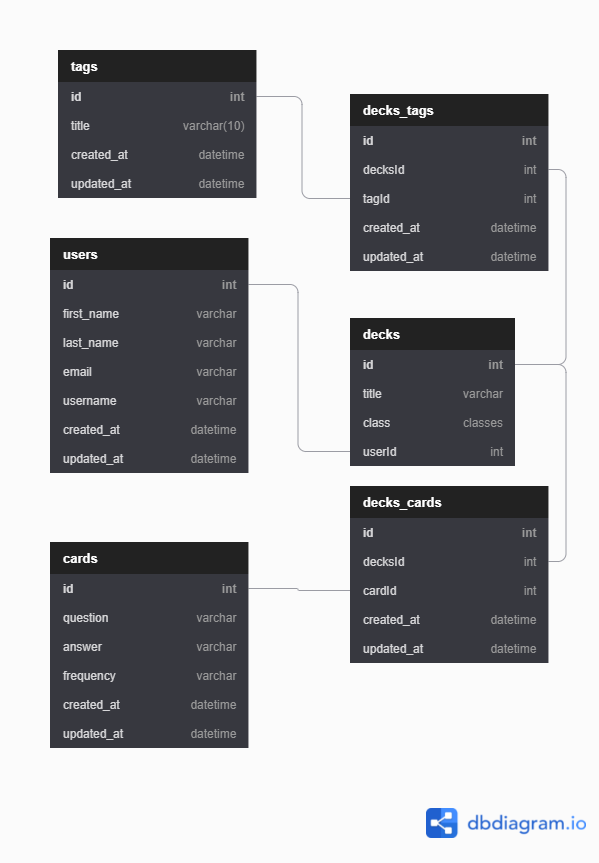 tags
id int
title varchar(10)
created_at datetime
updated_at datetime
decks_tags
id int
decksId int
tagId int
created_at datetime
updated_at datetime
users
id int
first_name varchar
last_name varchar
email varchar
username varchar
created_at datetime
updated_at datetime
decks
id int
title varchar
class classes
userId int
decks_cards
id int
decksId int
cardId int
created_at datetime
updated_at datetime
cards
id int
question varchar
answer varchar
frequency varchar
created_at datetime
updated_at datetime
dbdiagram.io